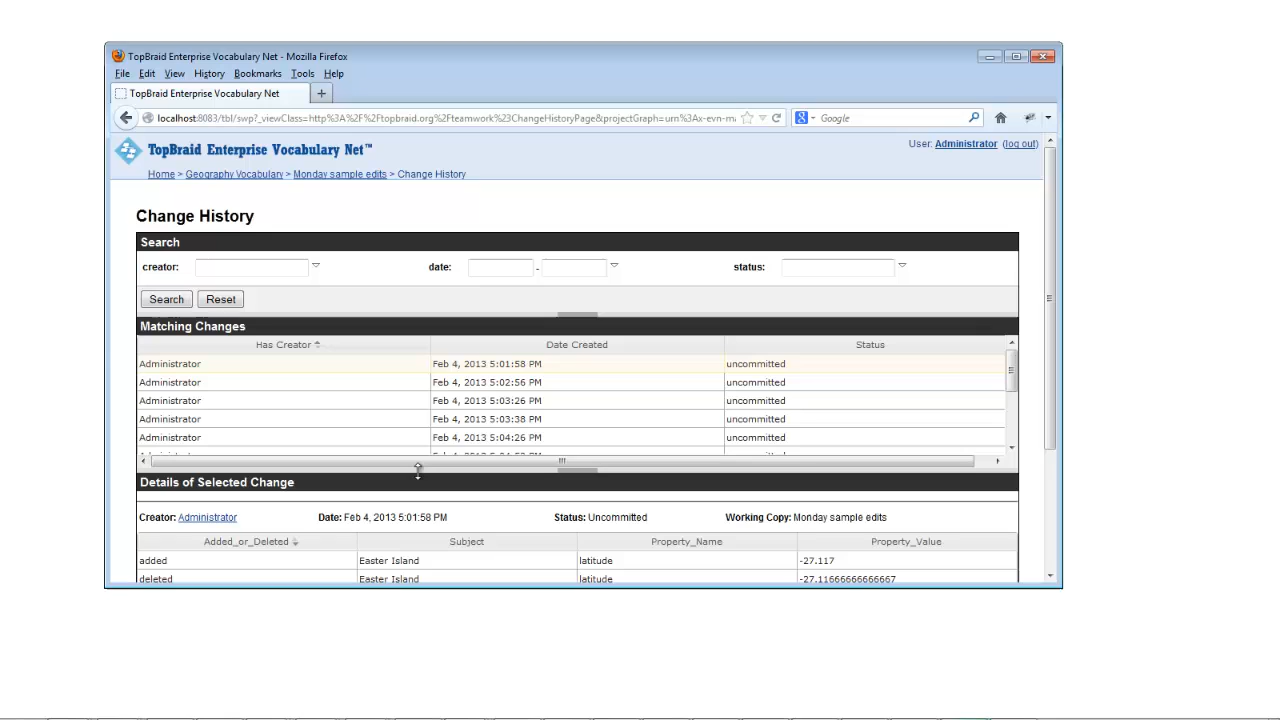 TopBraid Enterprise Vocabulary Net - Mozilla Firefox
File Edit View History Bookmarks Tools Help
TopBraid Enterprise Vocabulary Net +
localhost:8083/tbl/swp?_viewClass=http%3A%2F%2Ftopbraid.org%2Fteamwork%23ChangeHistoryPage&projectGraph=urn%3Ax-evn-m Google
TopBraid Enterprise Vocabulary Net™ User: Administrator (log out)
Home > Geography Vocabulary > Monday sample edits > Change History
Change History
Search
creator: date: - status:
Search Reset
Matching Changes
Has Creator Date Created Status
Administrator Feb 4, 2013 5:01:58 PM uncommitted
Administrator Feb 4, 2013 5:02:56 PM uncommitted
Administrator Feb 4, 2013 5:03:26 PM uncommitted
Administrator Feb 4, 2013 5:03:38 PM uncommitted
Administrator Feb 4, 2013 5:04:26 PM uncommitted
Details of Selected Change
Creator: Administrator Date: Feb 4, 2013 5:01:58 PM Status: Uncommitted Working Copy: Monday sample edits
Added_or_Deleted Subject Property_Name Property_Value
added Easter Island latitude -27.117
deleted Easter Island latitude -27.11666666666667